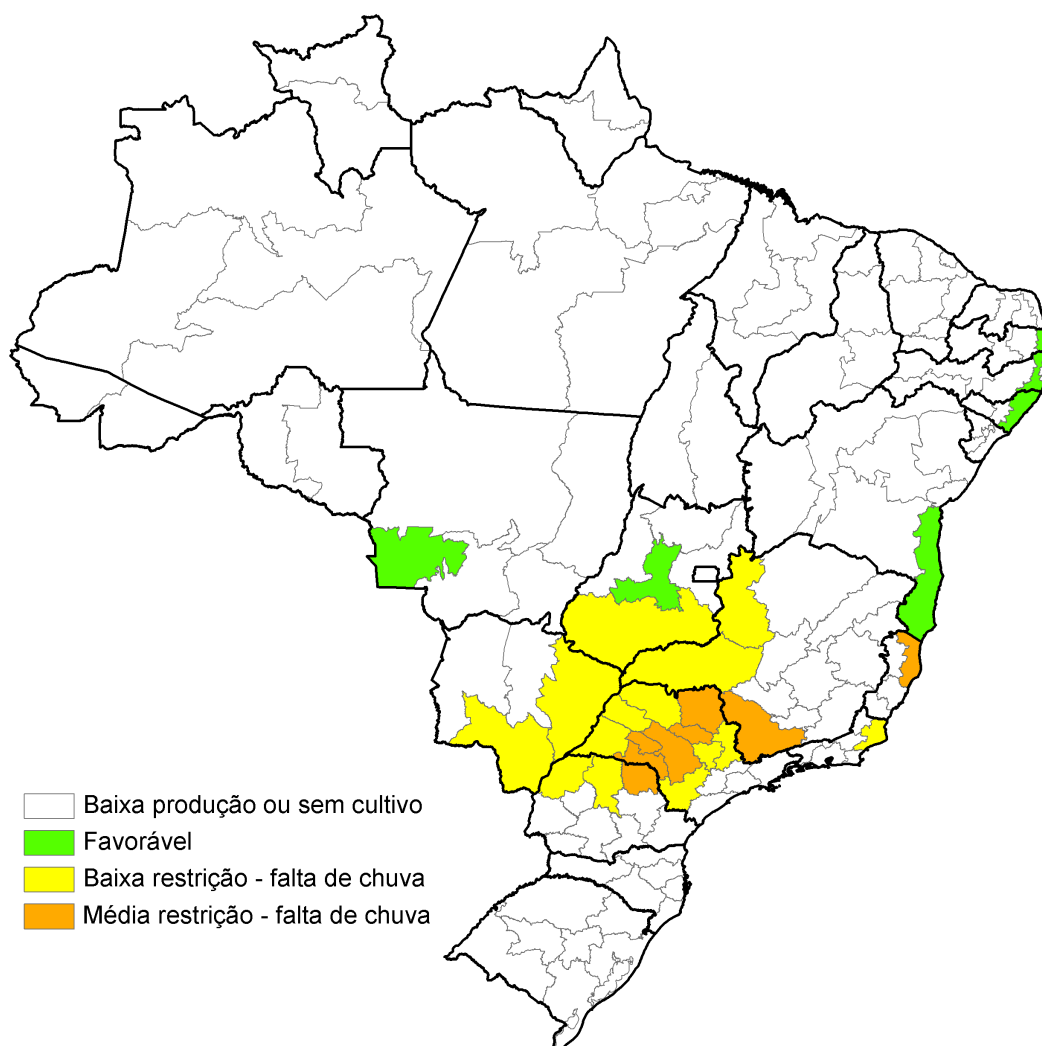 Baixa produção ou sem cultivo
Favorável
Baixa restrição - falta de chuva
Média restrição - falta de chuva